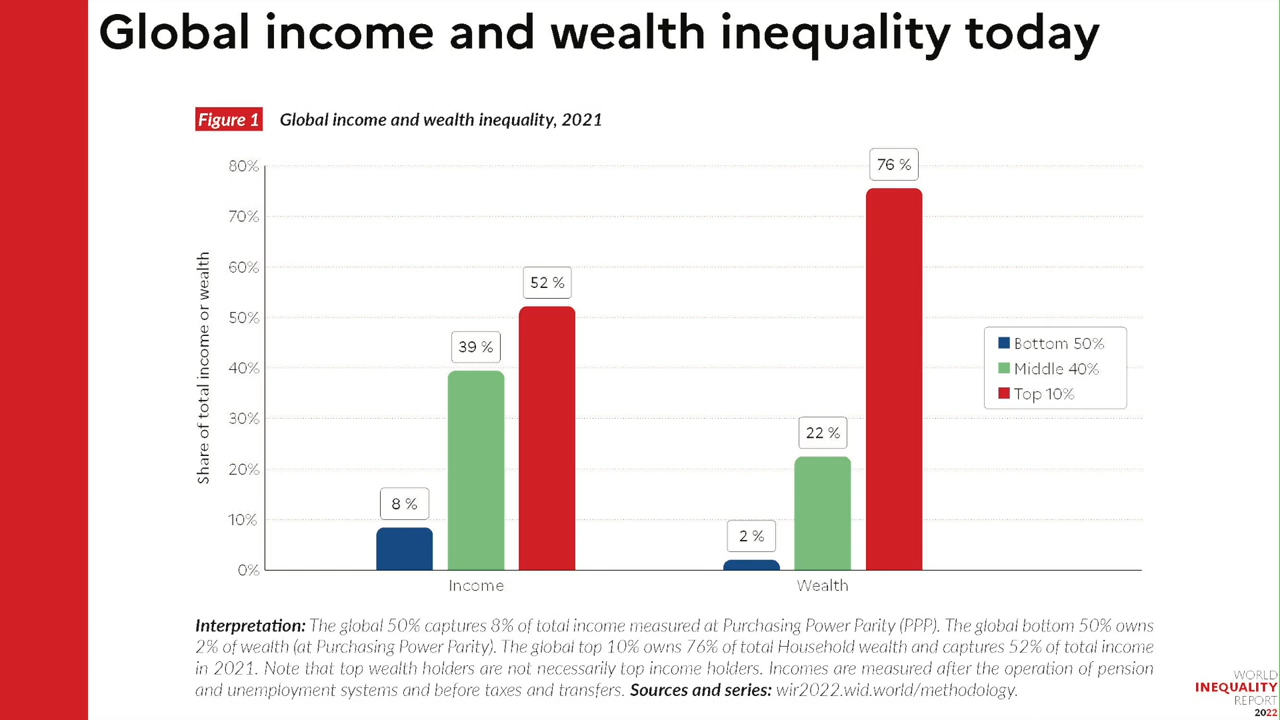 Global income and wealth inequality today
Figure 1 Global income and wealth inequality, 2021
Share of total income or wealth
80%
70%
60%
50%
40%
30%
20%
10%
0%
8 %
39 %
52 %
2 %
22 %
76 %
Income
Wealth
Bottom 50%
Middle 40%
Top 10%
Interpretation: The global 50% captures 8% of total income measured at Purchasing Power Parity (PPP). The global bottom 50% owns
2% of wealth (at Purchasing Power Parity). The global top 10% owns 76% of total Household wealth and captures 52% of total income
in 2021. Note that top wealth holders are not necessarily top income holders. Incomes are measured after the operation of pension
and unemployment systems and before taxes and transfers. Sources and series: wir2022.wid.world/methodology.
WORLD
INEQUALITY
REPORT
2022